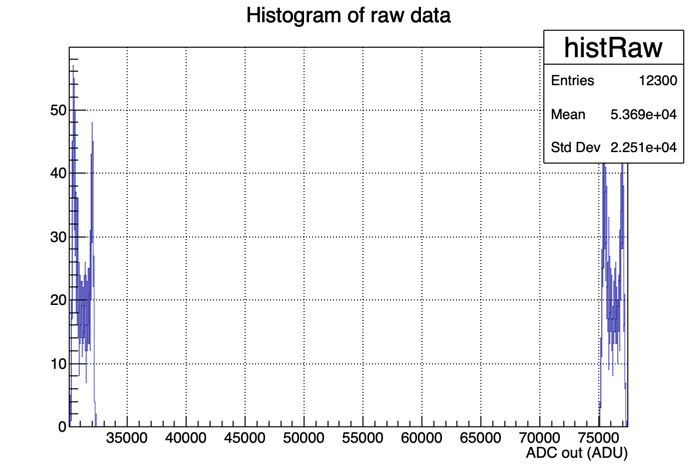 Histogram of raw data
histRaw
Entries 12300
Mean 5.369e+04
Std Dev 2.251e+04
50
40
30
20
10
0
35000 40000 45000 50000 55000 60000 65000 70000 75000
ADC out (ADU)